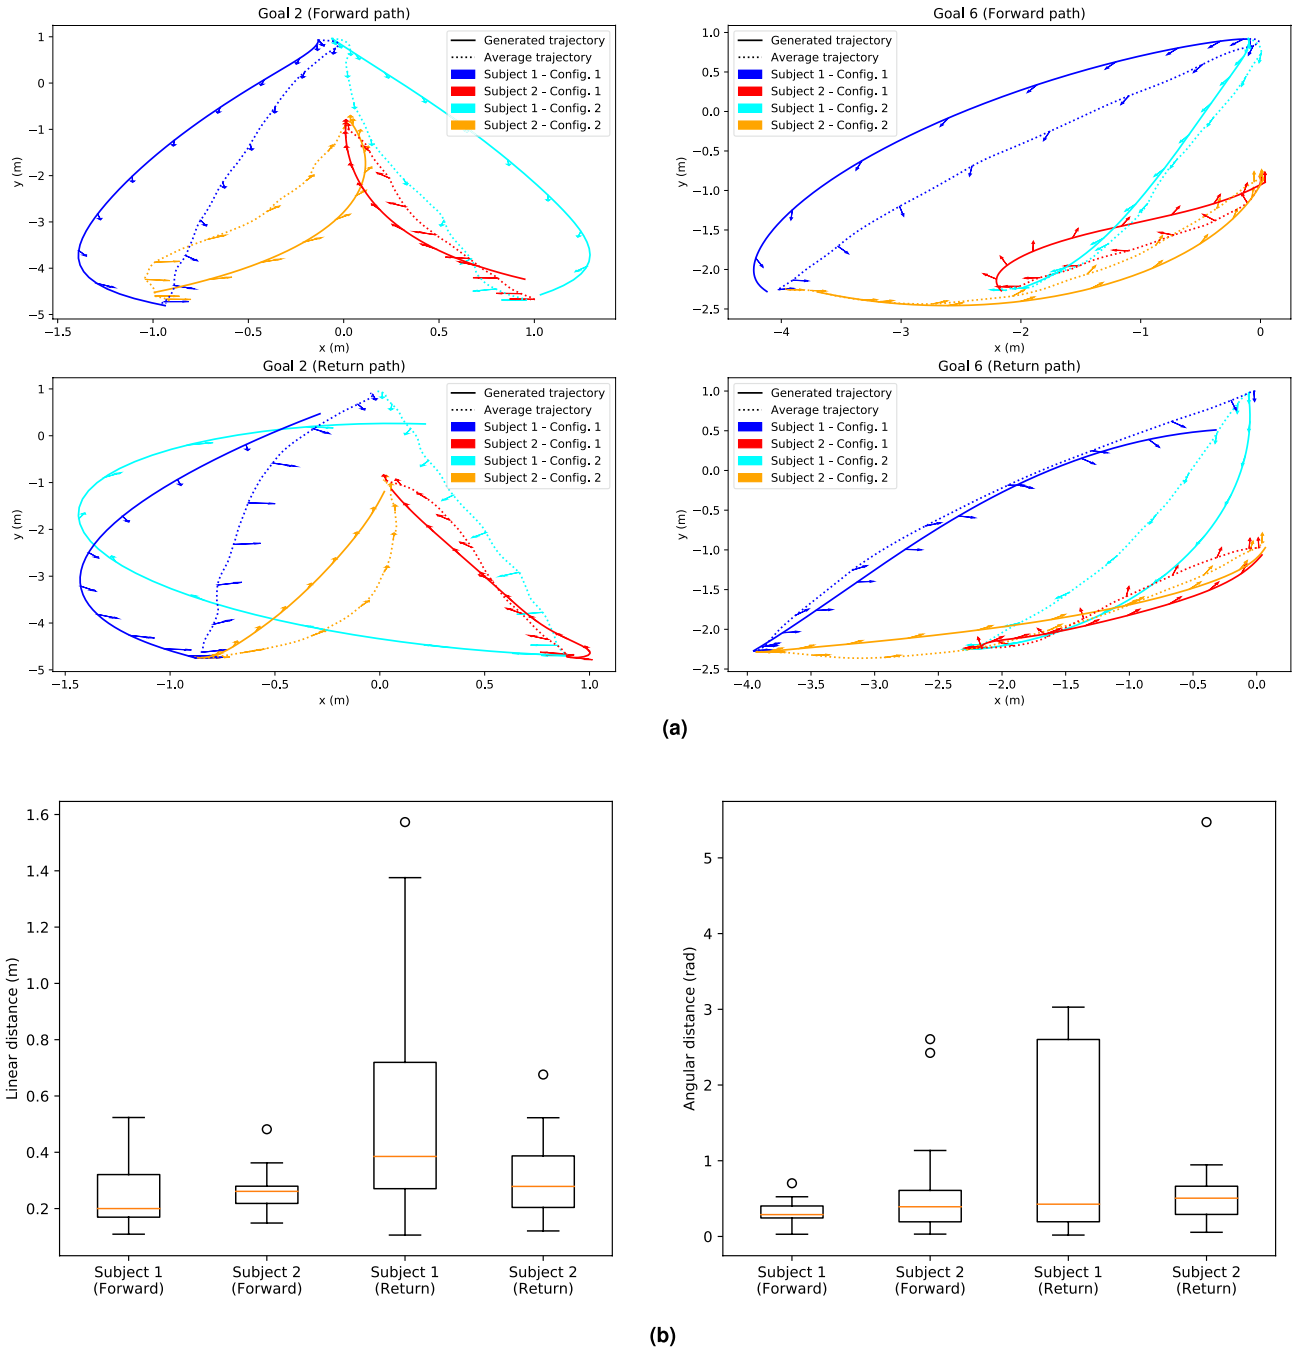 Goal 2 (Forward path)
1
0
−1
−2
−3
−4
−5
y (m)
−1.5
−1.0
−0.5
0.0
0.5
1.0
x (m)
Generated trajectory
Average trajectory
Subject 1 - Config. 1
Subject 2 - Config. 1
Subject 1 - Config. 2
Subject 2 - Config. 2
Goal 6 (Forward path)
1.0
0.5
0.0
−0.5
−1.0
−1.5
−2.0
−2.5
y (m)
−4
−3
−2
−1
0
x (m)
Generated trajectory
Average trajectory
Subject 1 - Config. 1
Subject 2 - Config. 1
Subject 1 - Config. 2
Subject 2 - Config. 2
Goal 2 (Return path)
1
0
−1
−2
−3
−4
−5
y (m)
−1.5
−1.0
−0.5
0.0
0.5
1.0
x (m)
Generated trajectory
Average trajectory
Subject 1 - Config. 1
Subject 2 - Config. 1
Subject 1 - Config. 2
Subject 2 - Config. 2
Goal 6 (Return path)
1.0
0.5
0.0
−0.5
−1.0
−1.5
−2.0
−2.5
y (m)
−4.0
−3.5
−3.0
−2.5
−2.0
−1.5
−1.0
−0.5
0.0
x (m)
Generated trajectory
Average trajectory
Subject 1 - Config. 1
Subject 2 - Config. 1
Subject 1 - Config. 2
Subject 2 - Config. 2
(a)
1.6
1.4
1.2
1.0
0.8
0.6
0.4
0.2
Linear distance (m)
Subject 1
(Forward)
Subject 2
(Forward)
Subject 1
(Return)
Subject 2
(Return)
5
4
3
2
1
0
Angular distance (rad)
Subject 1
(Forward)
Subject 2
(Forward)
Subject 1
(Return)
Subject 2
(Return)
(b)